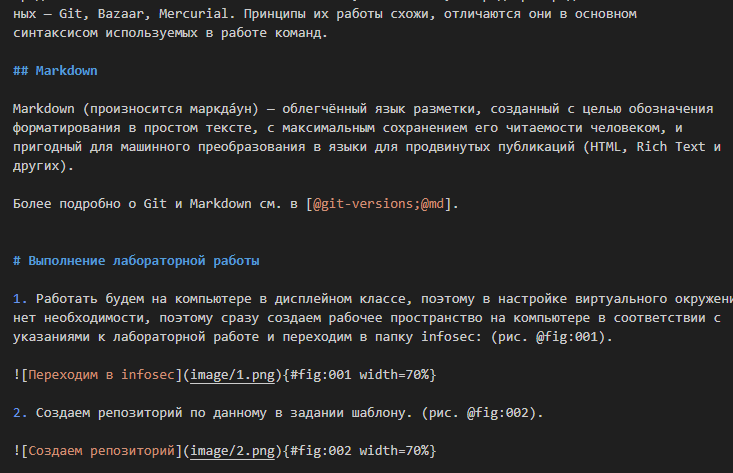 ных — Git, Bazaar, Mercurial. Принципы их работы схожи, отличаются они в основном
синтаксисом используемых в работе команд.
## Markdown
Markdown (произносится маркда́ун) — облегчённый язык разметки, созданный с целью обозначения
форматирования в простом тексте, с максимальным сохранением его читаемости человеком, и
пригодный для машинного преобразования в языки для продвинутых публикаций (HTML, Rich Text и
других).
Более подробно о Git и Markdown см. в [@git-versions;@md].
# Выполнение лабораторной работы
1. Работать будем на компьютере в дисплейном классе, поэтому в настройке виртуального окружени
нет необходимости, поэтому сразу создаем рабочее пространство на компьютере в соответствии с
указаниями к лабораторной работе и переходим в папку infosec: (рис. @fig:001).
![Переходим в infosec](image/1.png){#fig:001 width=70%}
2. Создаем репозиторий по данному в задании шаблону. (рис. @fig:002).
![Создаем репозиторий](image/2.png){#fig:002 width=70%}